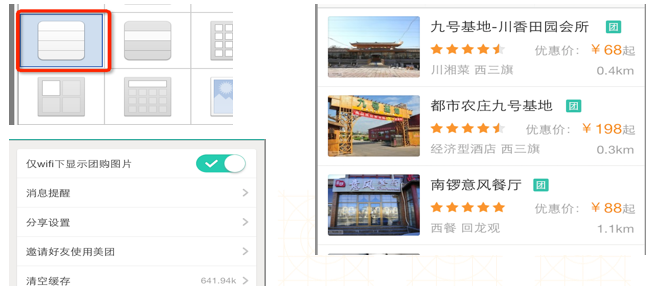 仅wifi下显示团购图片
消息提醒
分享设置
邀请好友使用美团
清空缓存 641.94k
九号基地-川香田园会所 团
优惠价: ¥68起
川湘菜 西三旗 0.4km
都市农庄九号基地 团
优惠价: ¥198起
经济型酒店 西三旗 0.3km
南锣意风餐厅 团
优惠价: ¥88起
西餐 回龙观 1.1km